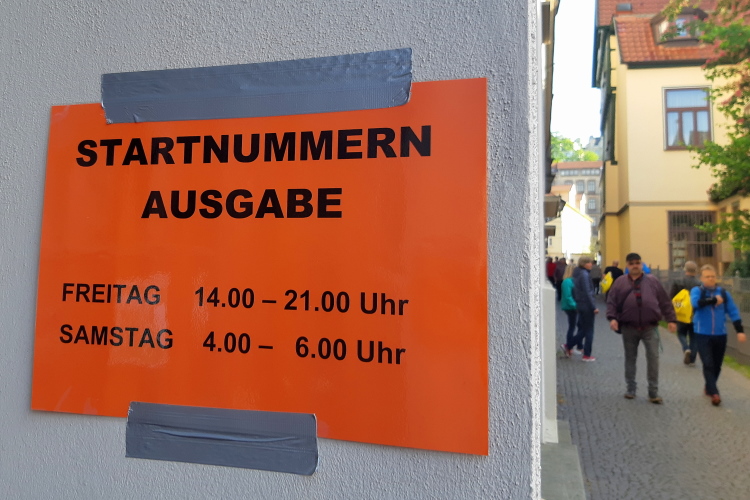 STARTNUMMERN
AUSGABE
FREITAG 14.00 – 21.00 Uhr
SAMSTAG 4.00 – 6.00 Uhr